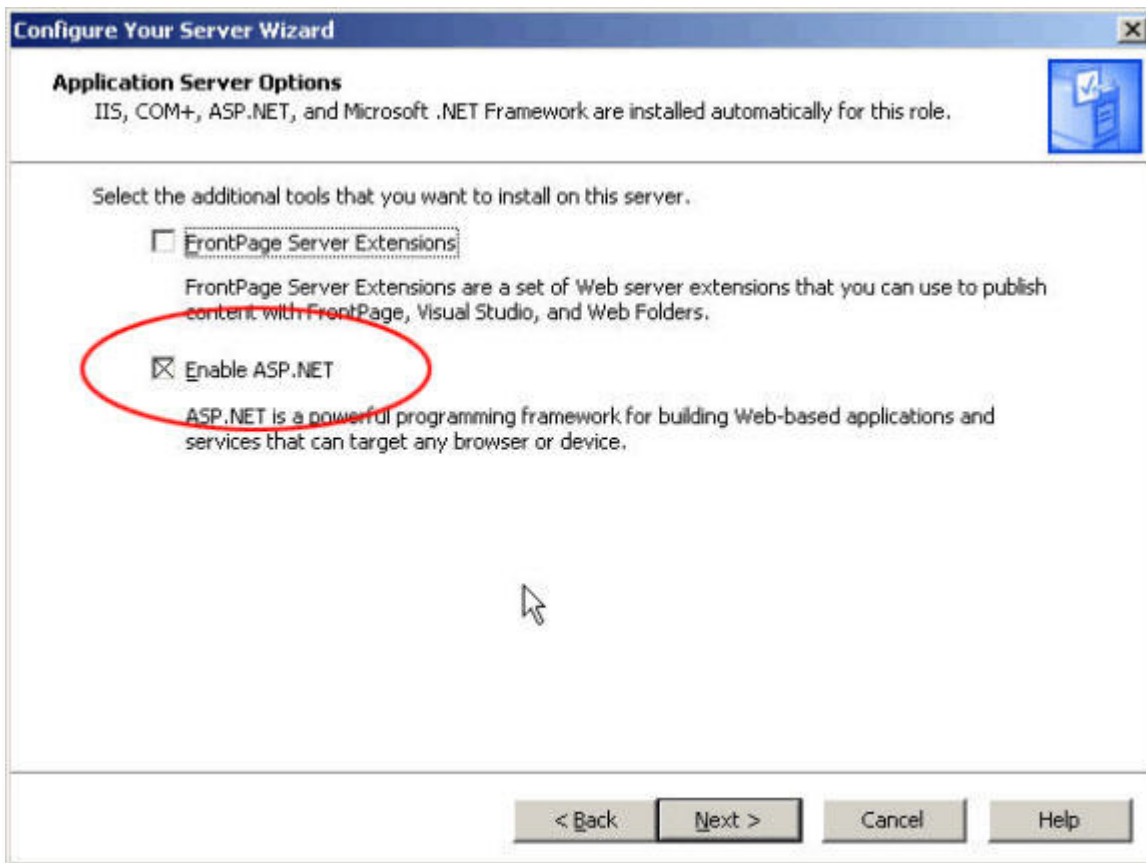 Configure Your Server Wizard
Application Server Options
IIS, COM+, ASP.NET, and Microsoft .NET Framework are installed automatically for this role.
Select the additional tools that you want to install on this server.
FrontPage Server Extensions
FrontPage Server Extensions are a set of Web server extensions that you can use to publish
content with FrontPage, Visual Studio, and Web Folders.
Enable ASP.NET
ASP.NET is a powerful programming framework for building Web-based applications and
services that can target any browser or device.
< Back Next > Cancel Help